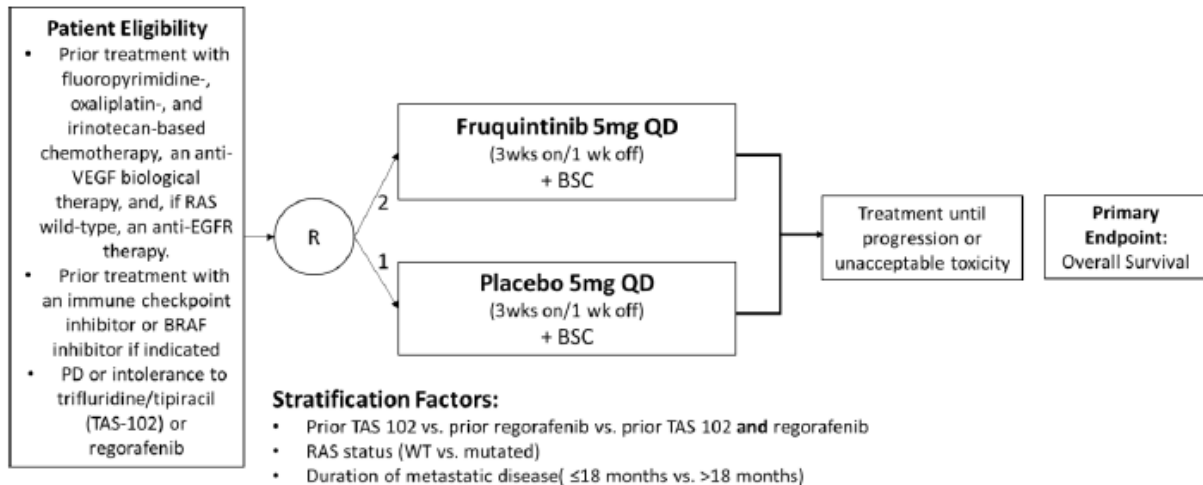 Patient Eligibility
• Prior treatment with
fluoropyrimidine-,
oxaliplatin-, and
irinotecan-based
chemotherapy, an anti-
VEGF biological
therapy, and, if RAS
wild-type, an anti-EGFR
therapy.
• Prior treatment with
an immune checkpoint
inhibitor or BRAF
inhibitor if indicated
• PD or intolerance to
trifluridine/tipiracil
(TAS-102) or
regorafenib
R
2
1
Fruquintinib 5mg QD
(3wks on/1 wk off)
+ BSC
Placebo 5mg QD
(3wks on/1 wk off)
+ BSC
Treatment until
progression or
unacceptable toxicity
Primary
Endpoint:
Overall Survival
Stratification Factors:
• Prior TAS 102 vs. prior regorafenib vs. prior TAS 102 and regorafenib
• RAS status (WT vs. mutated)
• Duration of metastatic disease( ≤18 months vs. >18 months)